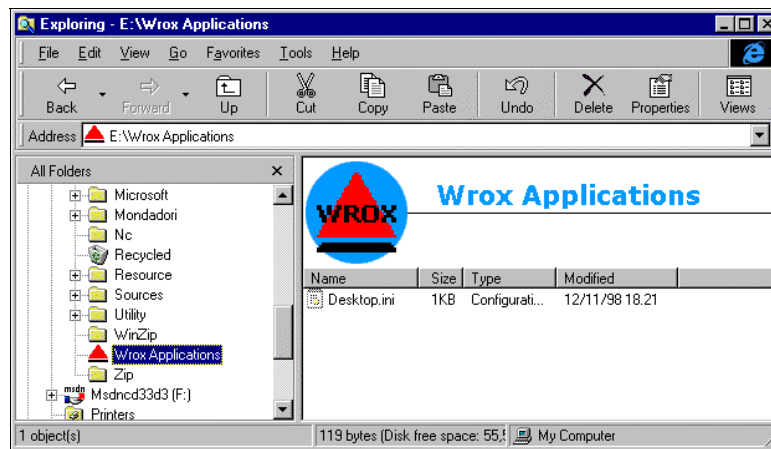 Exploring - E:\Wrox Applications
File Edit View Go Favorites Tools Help
Back Forward Up Cut Copy Paste Undo Delete Properties Views
Address E:\Wrox Applications
All Folders
Microsoft
Mondadori
Nc
Recycled
Resource
Sources
Utility
WinZip
Wrox Applications
Zip
msdn Msdncd33d3 (F:)
Printers
WROX Wrox Applications
Name Size Type Modified
Desktop.ini 1KB Configurati... 12/11/98 18.21
1 object(s) 119 bytes (Disk free space: 55, My Computer